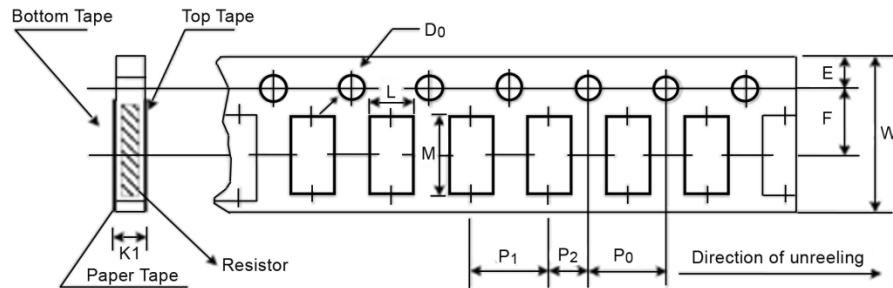 Bottom Tape
Top Tape
D0
E
L
F
W
M
K1
P1
P2
P0
Direction of unreeling
Resistor
Paper Tape